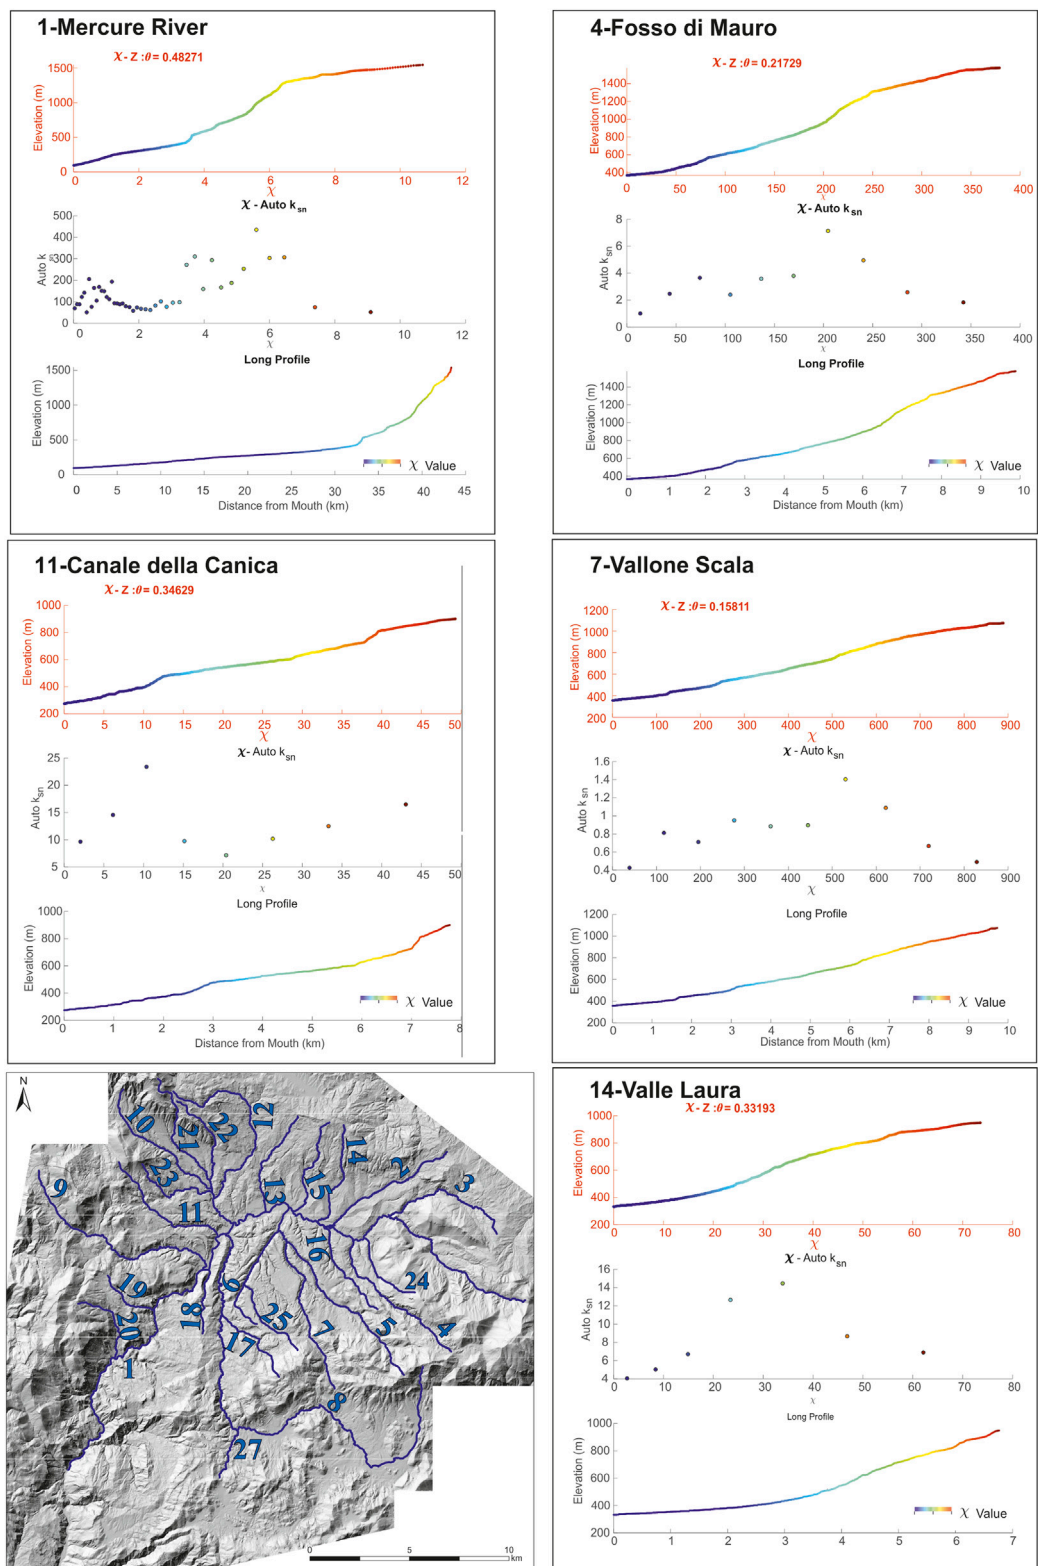 1-Mercure River
χ- Z :θ= 0.48271
Elevation (m)
1500
1000
500
0
0 2 4 6 8 10 12
χ
χ - Auto k sn
Auto k
500
400
300
200
100
0
0 2 4 6 8 10 12
χ
Long Profile
Elevation (m)
1500
1000
500
0
0 5 10 15 20 25 30 35 40 45
χ Value
Distance from Mouth (km)
4-Fosso di Mauro
χ- Z :θ= 0.21729
Elevation (m)
1400
1200
1000
800
600
400
0 50 100 150 200 250 300 350 400
χ
χ - Auto k sn
Auto k sn
8
6
4
2
0
0 50 100 150 200 250 300 350 400
χ
Long Profile
Elevation (m)
1400
1200
1000
800
600
400
0 1 2 3 4 5 6 7 8 9 10
χ Value
Distance from Mouth (km)
11-Canale della Canica
χ- Z :θ= 0.34629
Elevation (m)
1000
800
600
400
200
0 5 10 15 20 25 30 35 40 45 50
χ
χ- Auto k sn
Auto k sn
25
20
15
10
5
0 5 10 15 20 25 30 35 40 45 50
χ
Long Profile
Elevation (m)
1000
800
600
400
200
0 1 2 3 4 5 6 7 8
χ Value
Distance from Mouth (km)
7-Vallone Scala
χ- Z :θ= 0.15811
Elevation (m)
1200
1000
800
600
400
200
0 100 200 300 400 500 600 700 800 900
χ
χ - Auto k sn
Auto k sn
1.6
1.4
1.2
1
0.8
0.6
0.4
0 100 200 300 400 500 600 700 800 900
χ
Long Profile
Elevation (m)
1200
1000
800
600
400
200
0 1 2 3 4 5 6 7 8 9 10
χ Value
Distance from Mouth (km)
N
10
21
22
12
23
9
11
13
15
14
2
3
16
24
19
18
6
20
1
17
25
7
5
4
8
27
0 5 10
km
14-Valle Laura
χ- Z :θ= 0.33193
Elevation (m)
1000
800
600
400
200
0 10 20 30 40 50 60 70 80
χ
χ - Auto k sn
Auto k sn
16
14
12
10
8
6
4
0 10 20 30 40 50 60 70 80
χ
Long Profile
Elevation (m)
1000
800
600
400
200
0 1 2 3 4 5 6 7
χ Value